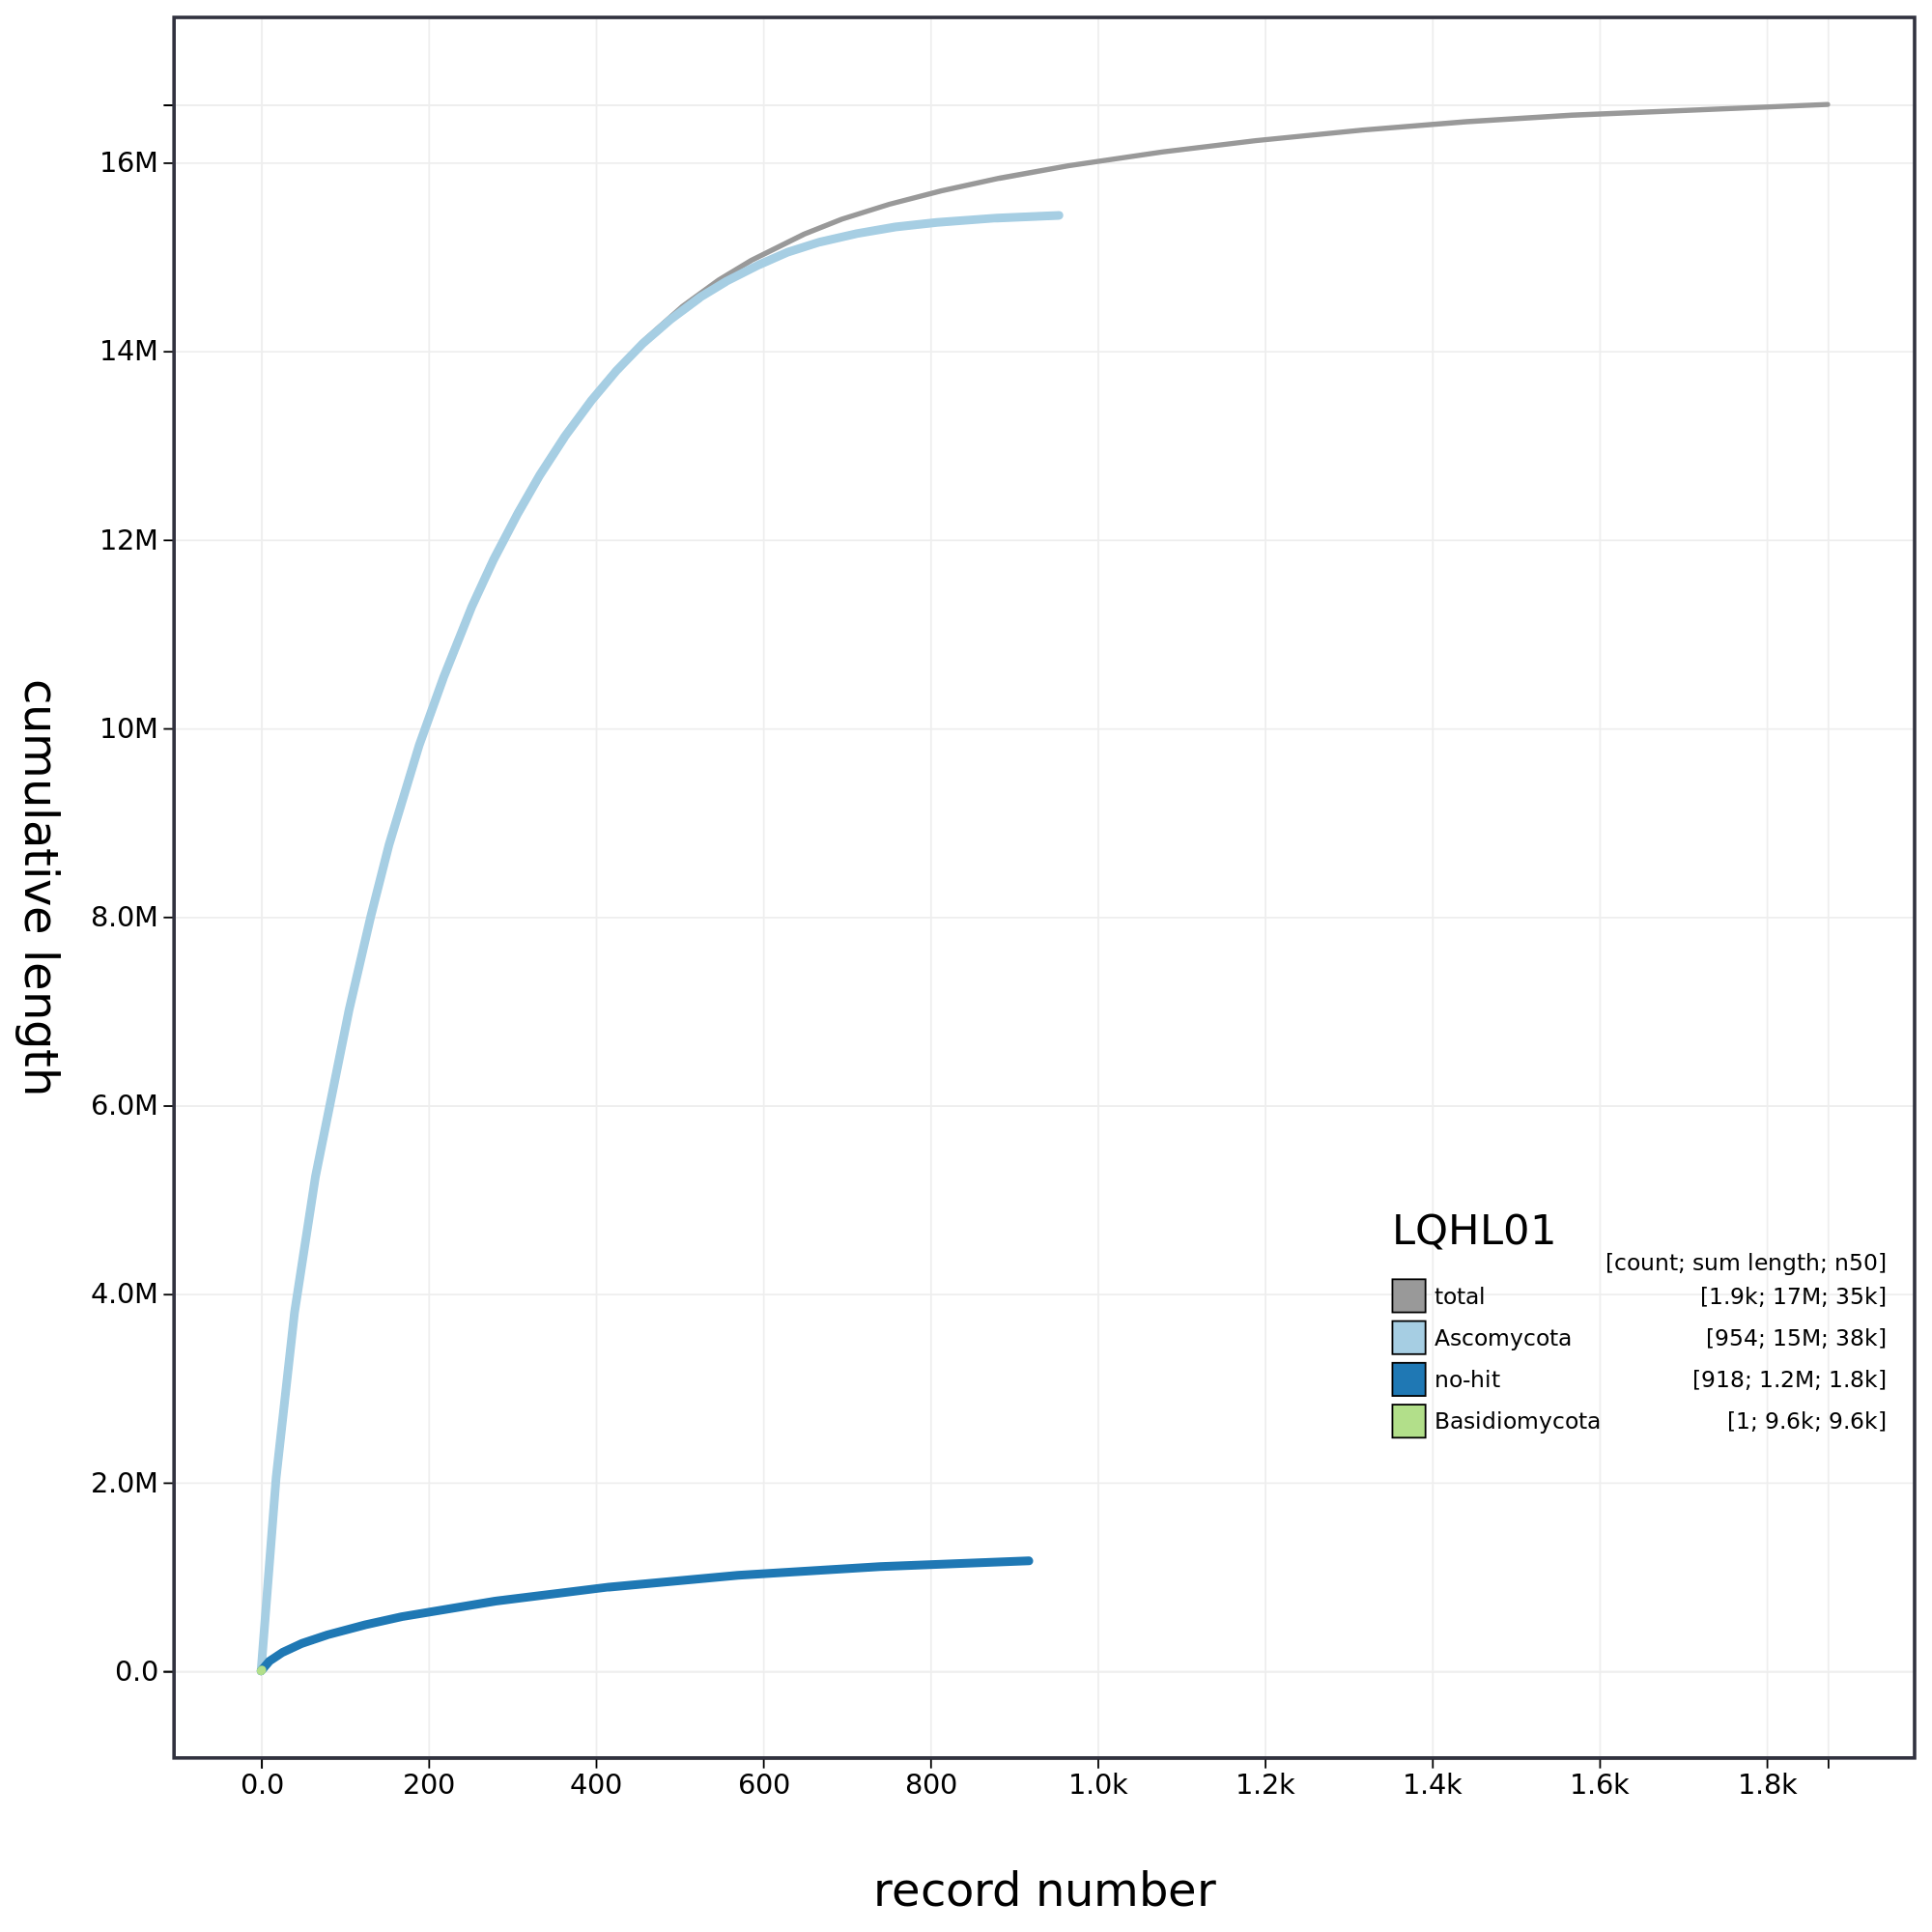 16M
14M
12M
10M
8.0M
6.0M
4.0M
2.0M
0.0
cumulative length
LQHL01
[count; sum length; n50]
total [1.9k; 17M; 35k]
Ascomycota [954; 15M; 38k]
no-hit [918; 1.2M; 1.8k]
Basidiomycota [1; 9.6k; 9.6k]
0.0 200 400 600 800 1.0k 1.2k 1.4k 1.6k 1.8k
record number